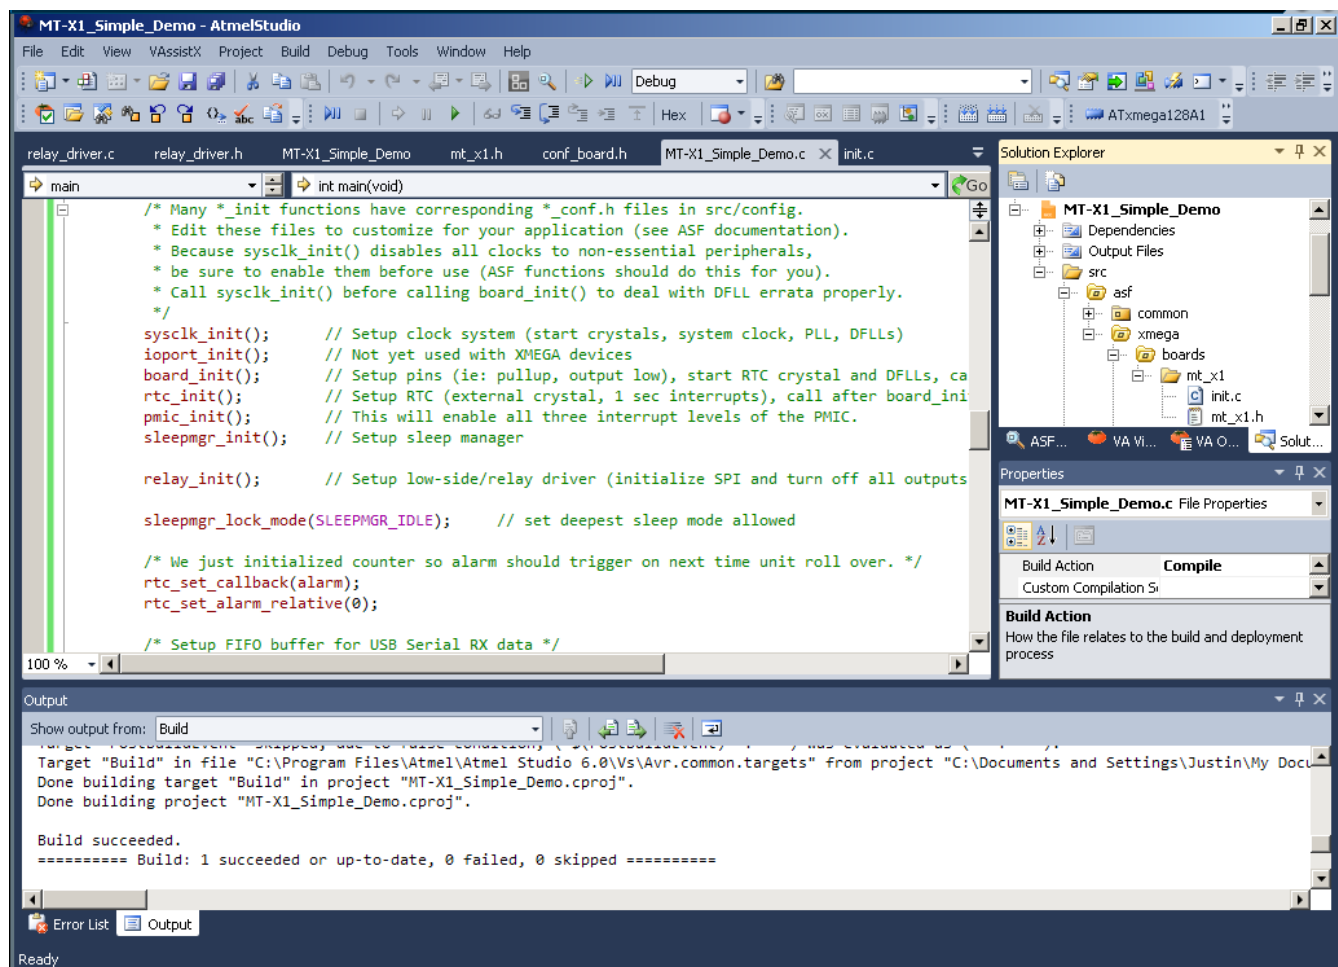 MT-X1_Simple_Demo - AtmelStudio
File Edit View VAssistX Project Build Debug Tools Window Help
Debug
Hex ATxmega128A1
relay_driver.c relay_driver.h MT-X1_Simple_Demo mt_x1.h conf_board.h MT-X1_Simple_Demo.c init.c
main int main(void) Go
/* Many *_init functions have corresponding *_conf.h files in src/config.
* Edit these files to customize for your application (see ASF documentation).
* Because sysclk_init() disables all clocks to non-essential peripherals,
* be sure to enable them before use (ASF functions should do this for you).
* Call sysclk_init() before calling board_init() to deal with DFLL errata properly.
*/
sysclk_init(); // Setup clock system (start crystals, system clock, PLL, DFLLs)
ioport_init(); // Not yet used with XMEGA devices
board_init(); // Setup pins (ie: pullup, output low), start RTC crystal and DFLLs, ca
rtc_init(); // Setup RTC (external crystal, 1 sec interrupts), call after board_ini
pmic_init(); // This will enable all three interrupt levels of the PMIC.
sleepmgr_init(); // Setup sleep manager
relay_init(); // Setup low-side/relay driver (initialize SPI and turn off all outputs
sleepmgr_lock_mode(SLEEPMGR_IDLE); // set deepest sleep mode allowed
/* We just initialized counter so alarm should trigger on next time unit roll over. */
rtc_set_callback(alarm);
rtc_set_alarm_relative(0);
/* Setup FIFO buffer for USB Serial RX data */
100 %
Solution Explorer
MT-X1_Simple_Demo
Dependencies
Output Files
src
asf
common
xmega
boards
mt_x1
init.c
mt_x1.h
ASF... VA Vi... VA O... Solut...
Properties
MT-X1_Simple_Demo.c File Properties
Build Action Compile
Custom Compilation S
Build Action
How the file relates to the build and deployment
process
Output
Show output from: Build
Target "Build" in file "C:\Program Files\Atmel\Atmel Studio 6.0\Vs\Avr.common.targets" from project "C:\Documents and Settings\Justin\My Docu
Done building target "Build" in project "MT-X1_Simple_Demo.cproj".
Done building project "MT-X1_Simple_Demo.cproj".
Build succeeded.
========== Build: 1 succeeded or up-to-date, 0 failed, 0 skipped ==========
Error List Output
Ready